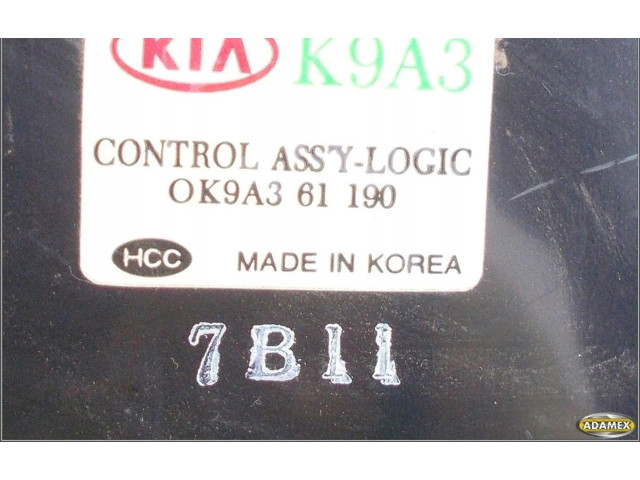 KIA K9A3
CONTROL ASS'Y-LOGIC
OK9A3 61 190
HCC MADE IN KOREA
7B11
ADAMEX